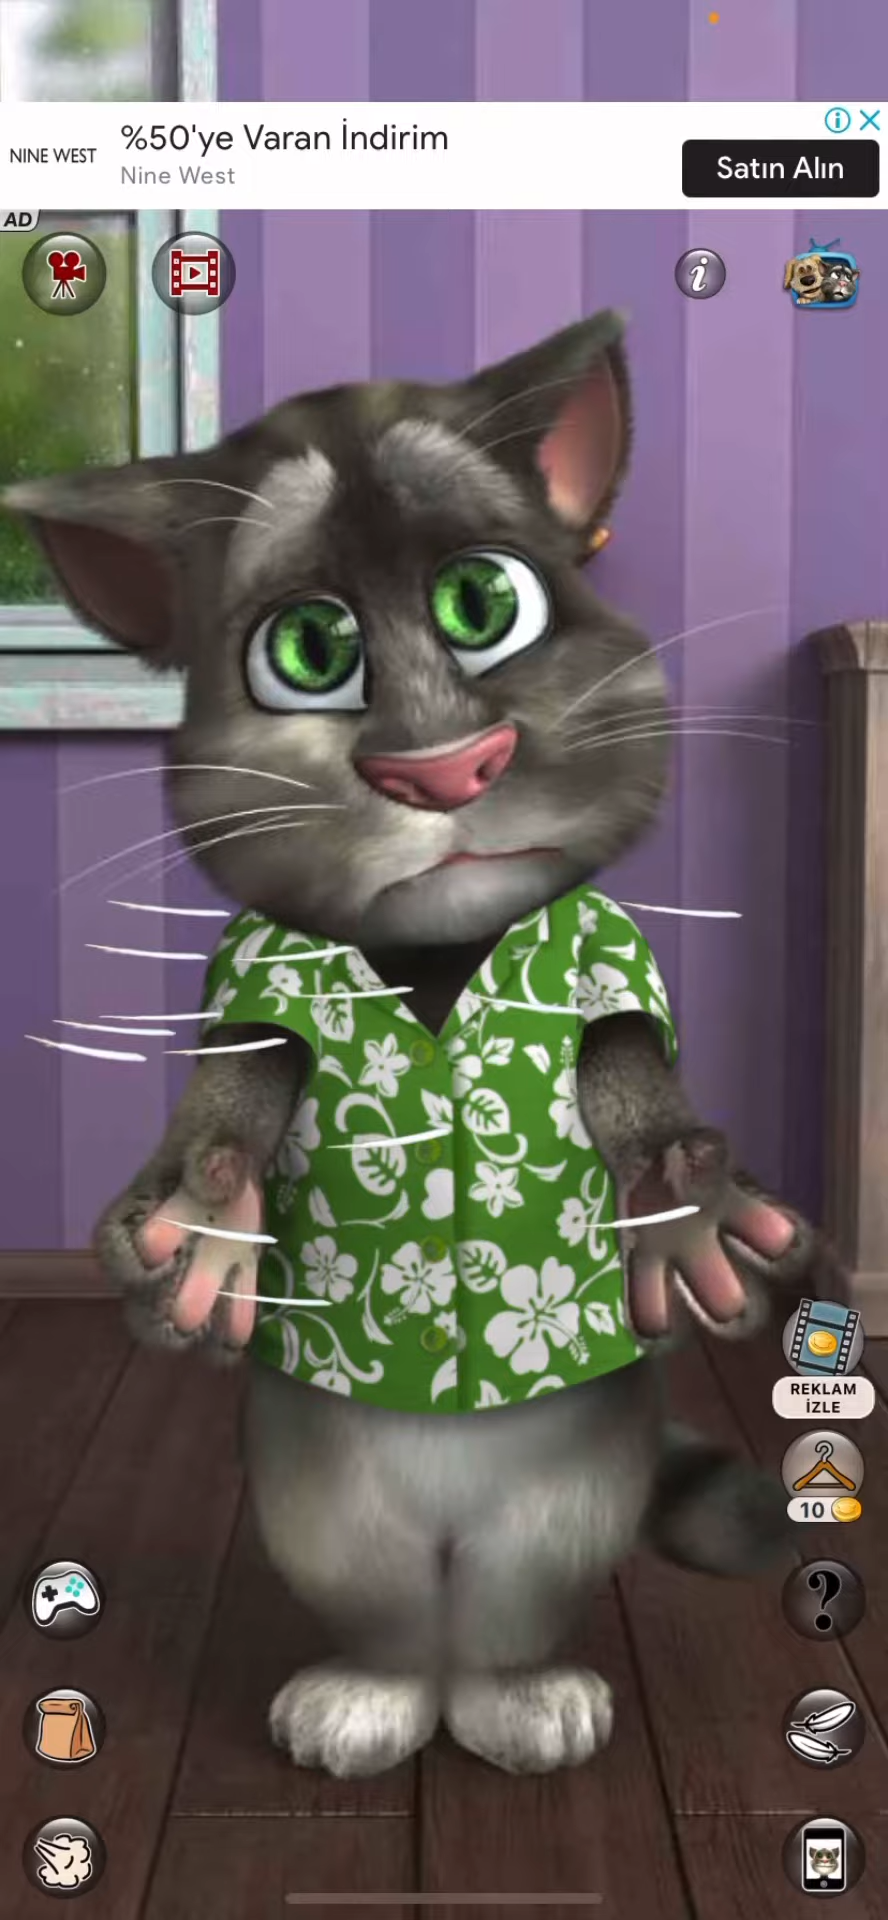 NINE WEST
%50'ye Varan İndirim
Nine West
Satın Alın
AD
REKLAM
İZLE
10